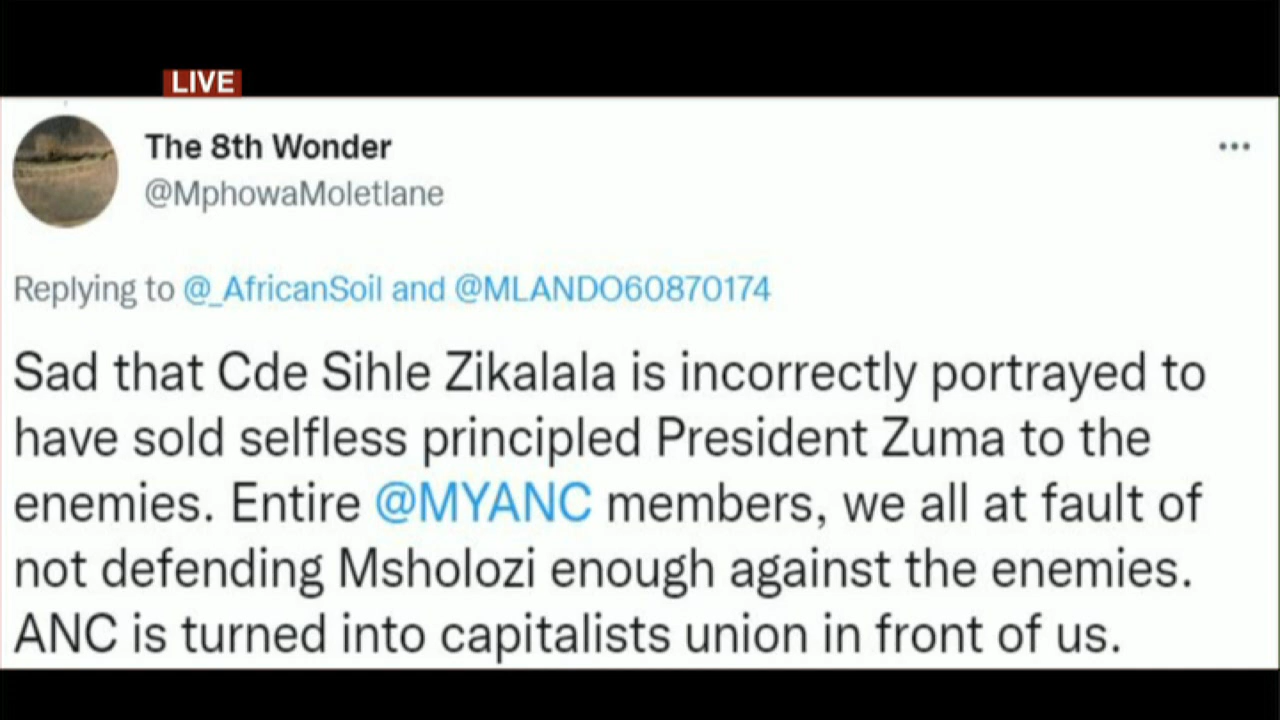 LIVE
The 8th Wonder
@MphowaMoletlane
Replying to @_AfricanSoil and @MLANDO60870174
Sad that Cde Sihle Zikalala is incorrectly portrayed to
have sold selfless principled President Zuma to the
enemies. Entire @MYANC members, we all at fault of
not defending Msholozi enough against the enemies.
ANC is turned into capitalists union in front of us.